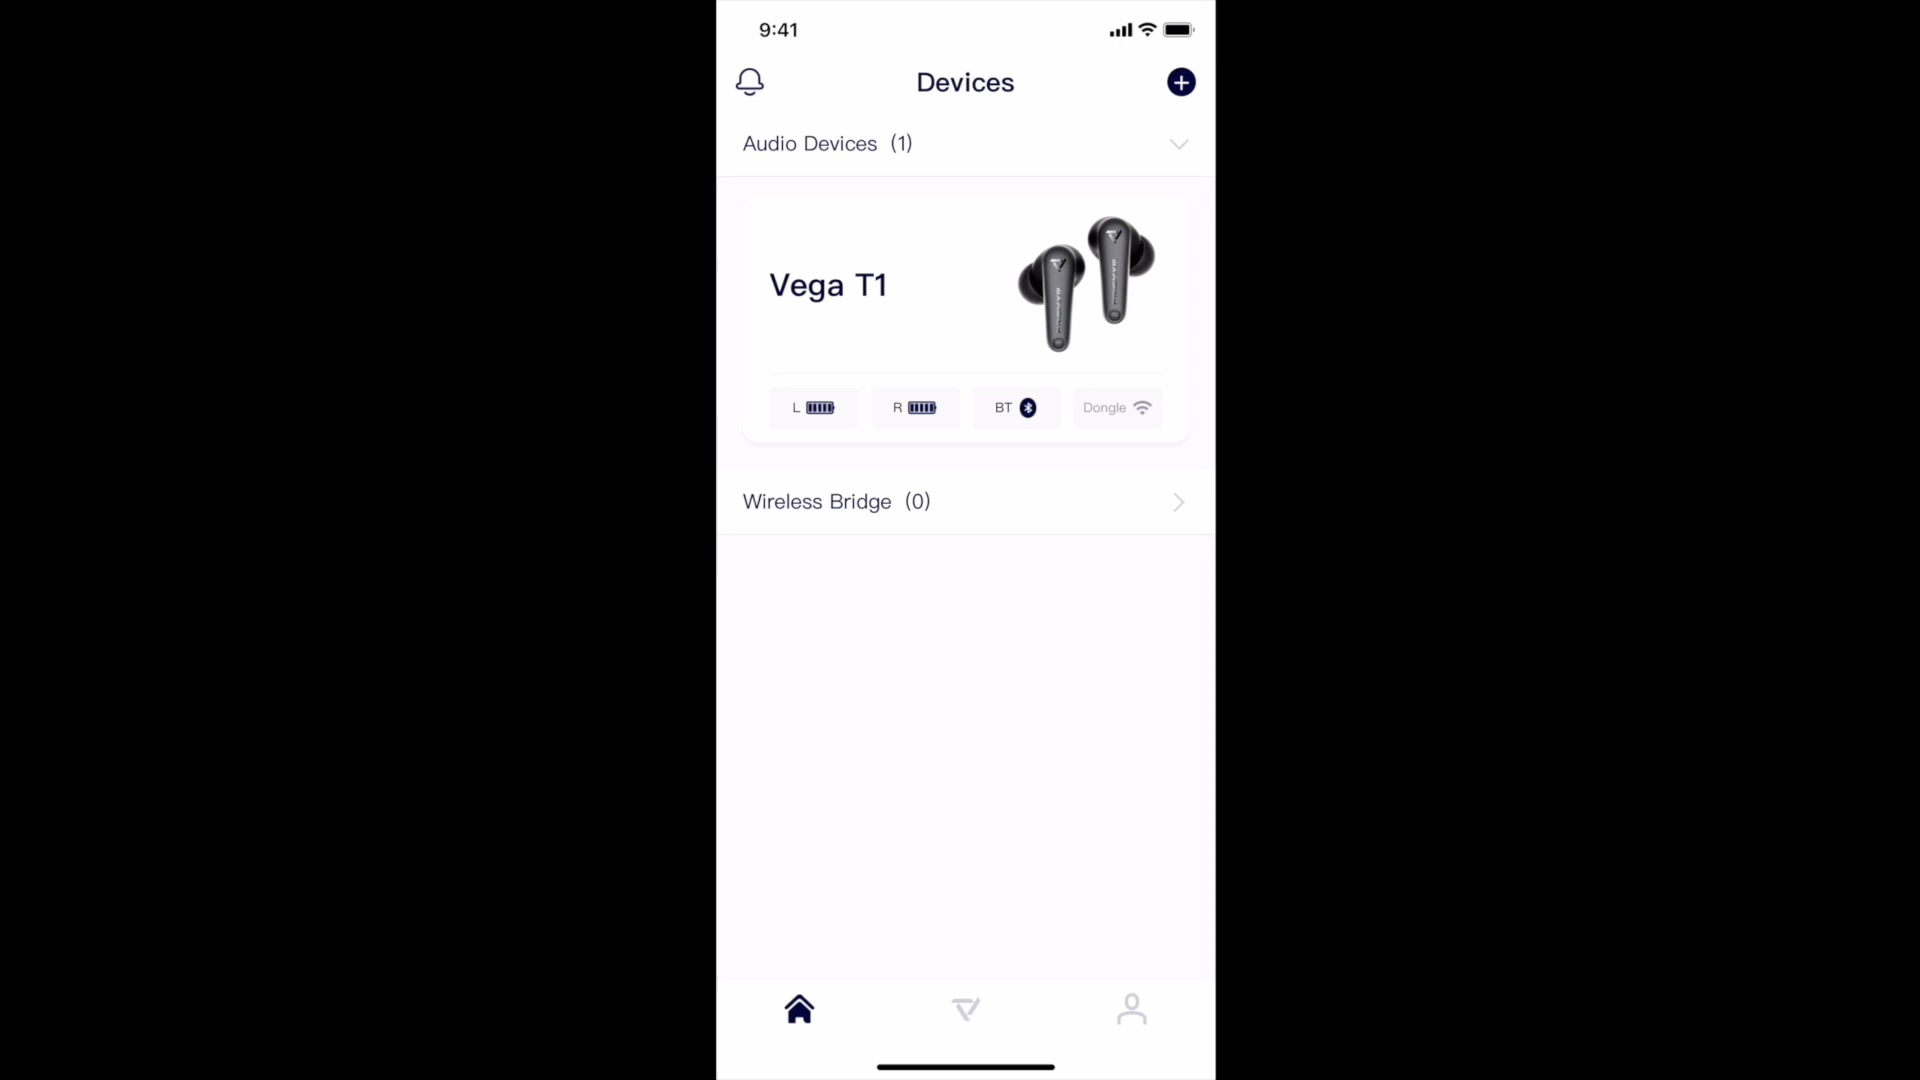 9:41
Devices
Audio Devices (1)
Vega T1
L
R
BT
Dongle
Wireless Bridge (0)